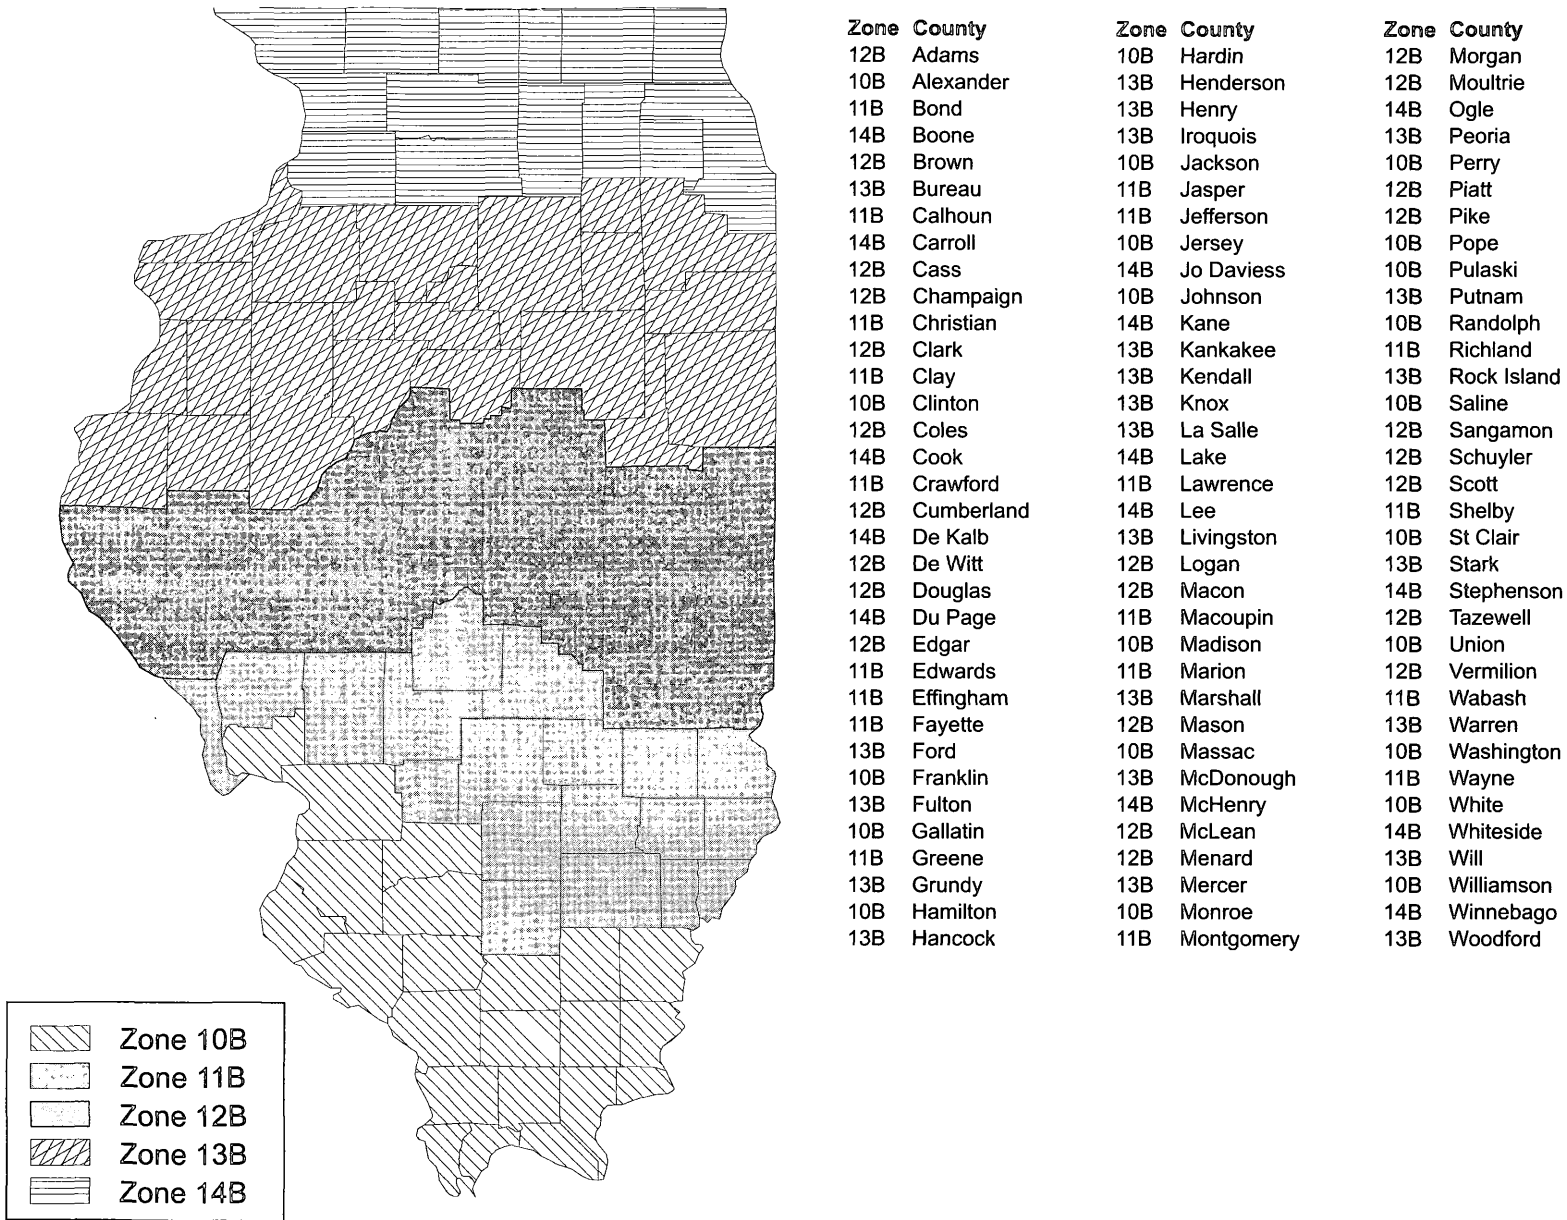 Zone County
12B Adams
10B Alexander
11B Bond
14B Boone
12B Brown
13B Bureau
11B Calhoun
14B Carroll
12B Cass
12B Champaign
11B Christian
12B Clark
11B Clay
10B Clinton
12B Coles
14B Cook
11B Crawford
12B Cumberland
14B De Kalb
12B De Witt
12B Douglas
14B Du Page
12B Edgar
11B Edwards
11B Effingham
11B Fayette
13B Ford
10B Franklin
13B Fulton
10B Gallatin
11B Greene
13B Grundy
10B Hamilton
13B Hancock
Zone County
10B Hardin
13B Henderson
13B Henry
13B Iroquois
10B Jackson
11B Jasper
11B Jefferson
10B Jersey
14B Jo Daviess
10B Johnson
14B Kane
13B Kankakee
13B Kendall
13B Knox
13B La Salle
14B Lake
11B Lawrence
14B Lee
13B Livingston
12B Logan
12B Macon
11B Macoupin
10B Madison
11B Marion
13B Marshall
12B Mason
10B Massac
13B McDonough
14B McHenry
12B McLean
12B Menard
13B Mercer
10B Monroe
11B Montgomery
Zone County
12B Morgan
12B Moultrie
14B Ogle
13B Peoria
10B Perry
12B Piatt
12B Pike
10B Pope
10B Pulaski
13B Putnam
10B Randolph
11B Richland
13B Rock Island
10B Saline
12B Sangamon
12B Schuyler
12B Scott
11B Shelby
10B St Clair
13B Stark
14B Stephenson
12B Tazewell
10B Union
12B Vermilion
11B Wabash
13B Warren
10B Washington
11B Wayne
10B White
14B Whiteside
13B Will
10B Williamson
14B Winnebago
13B Woodford
Zone 10B
Zone 11B
Zone 12B
Zone 13B
Zone 14B